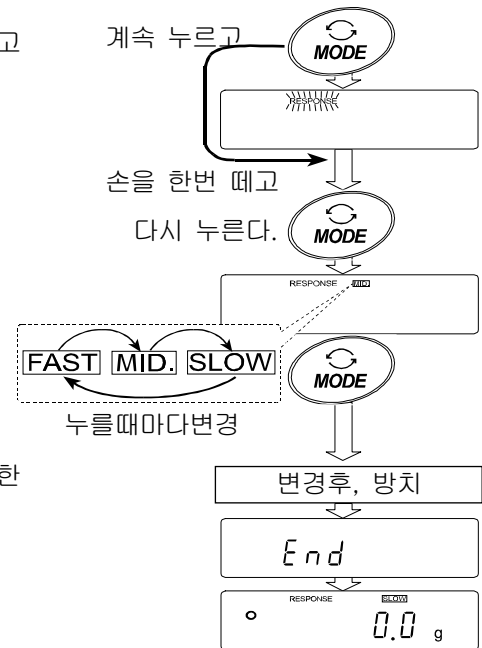 고
계속 누르고
MODE
RESPONSE
손을 한번 떼고
다시 누른다.
MODE
RESPONSE MID.
FAST MID. SLOW
MODE
누를때마다변경
한
변경후, 방치
End
RESPONSE SLOW
0.0 g